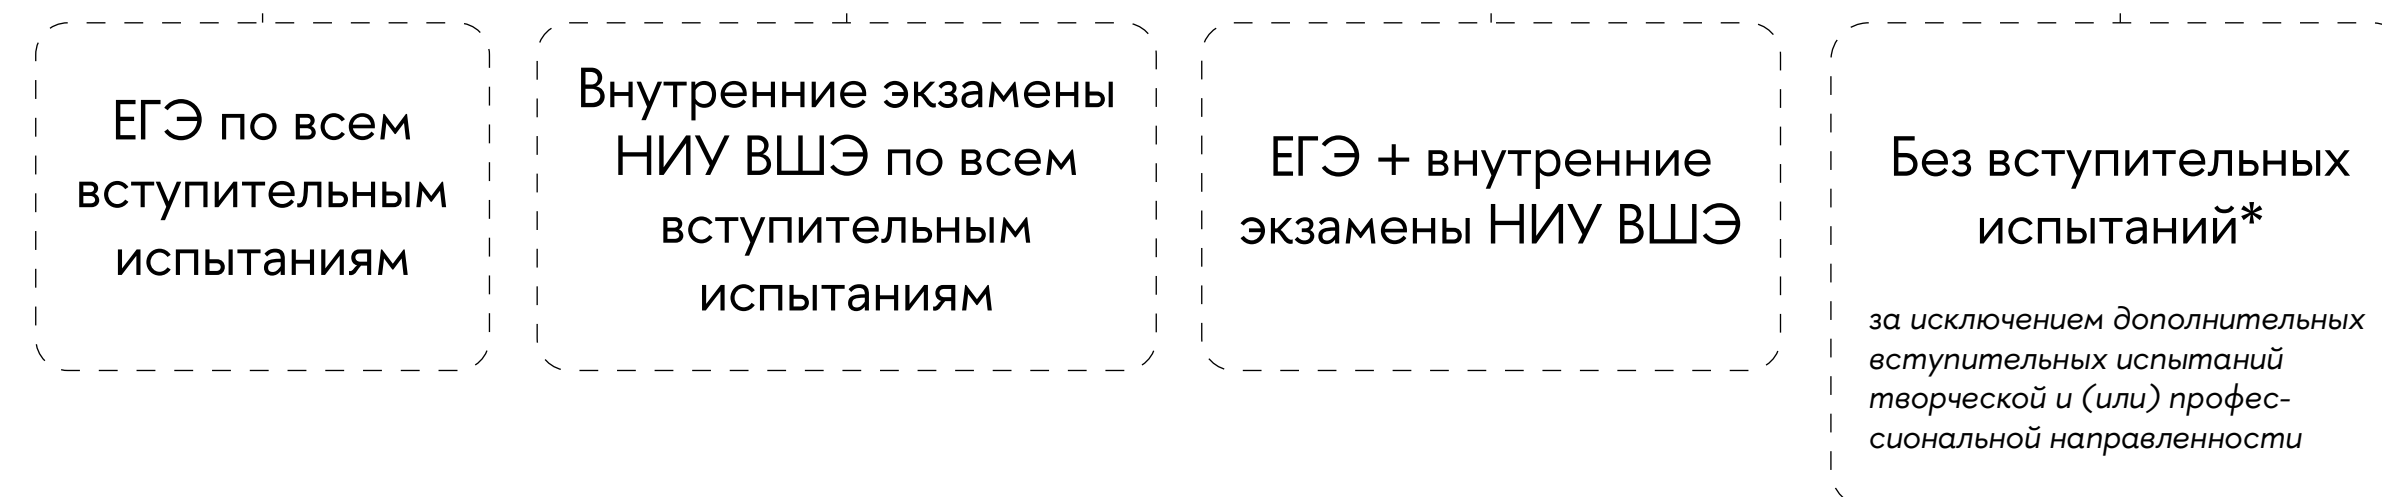 ЕГЭ по всем
вступительным
испытаниям
Внутренние экзамены
НИУ ВШЭ по всем
вступительным
испытаниям
ЕГЭ + внутренние
экзамены НИУ ВШЭ
Без вступительных
испытаний*
за исключением дополнительных
вступительных испытаний
творческой и (или) профес-
сиональной направленности